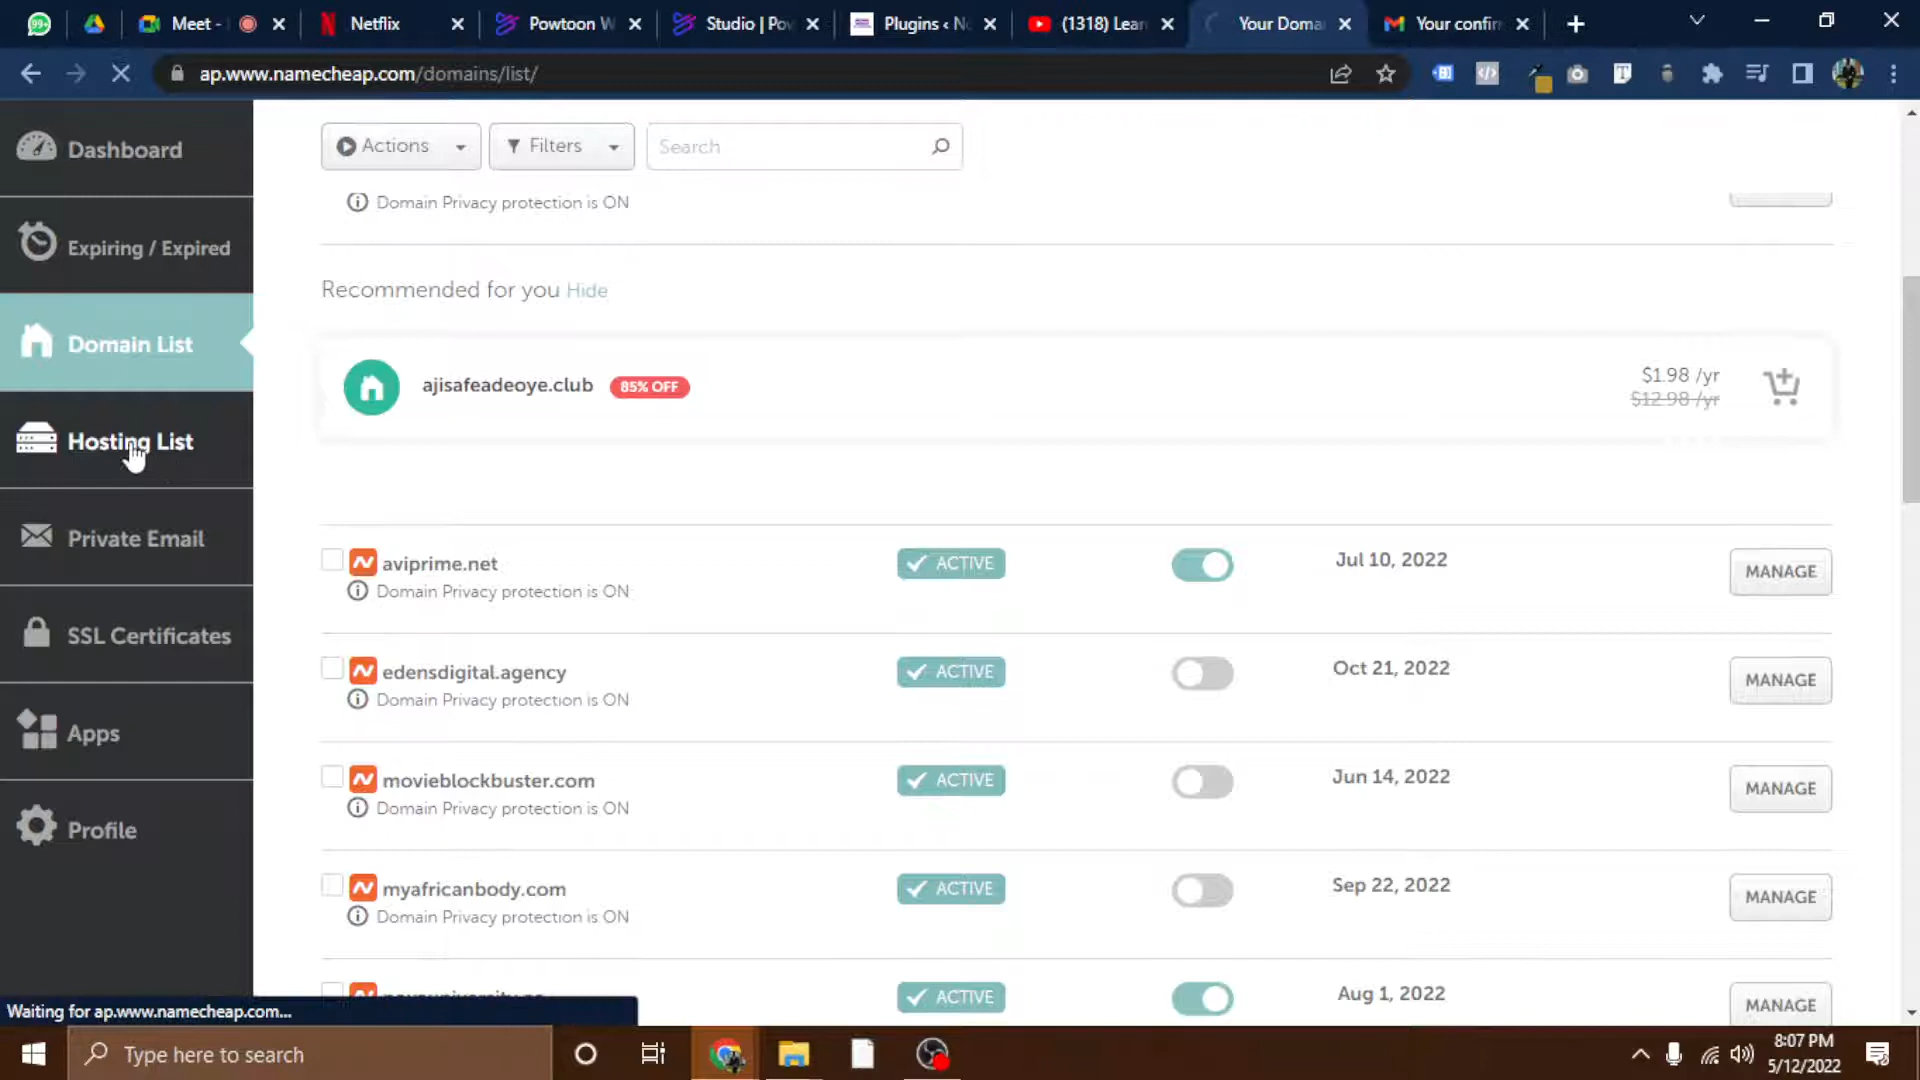 99+
Meet -
Netflix
Powtoon W
Studio | Po
Plugins ‹ N
(1318) Lear
Your Doma
Your confir
ap.www.namecheap.com/domains/list/
Dashboard
Expiring / Expired
Domain List
Hosting List
Private Email
SSL Certificates
Apps
Profile
Actions
Filters
Search
Domain Privacy protection is ON
Recommended for you Hide
ajisafeadeoye.club 85% OFF
$1.98 /yr
$12.98 /yr
aviprime.net ACTIVE Jul 10, 2022 MANAGE
Domain Privacy protection is ON
edensdigital.agency ACTIVE Oct 21, 2022 MANAGE
Domain Privacy protection is ON
movieblockbuster.com ACTIVE Jun 14, 2022 MANAGE
Domain Privacy protection is ON
myafricanbody.com ACTIVE Sep 22, 2022 MANAGE
Domain Privacy protection is ON
ACTIVE Aug 1, 2022 MANAGE
Waiting for ap.www.namecheap.com...
Type here to search
8:07 PM
5/12/2022